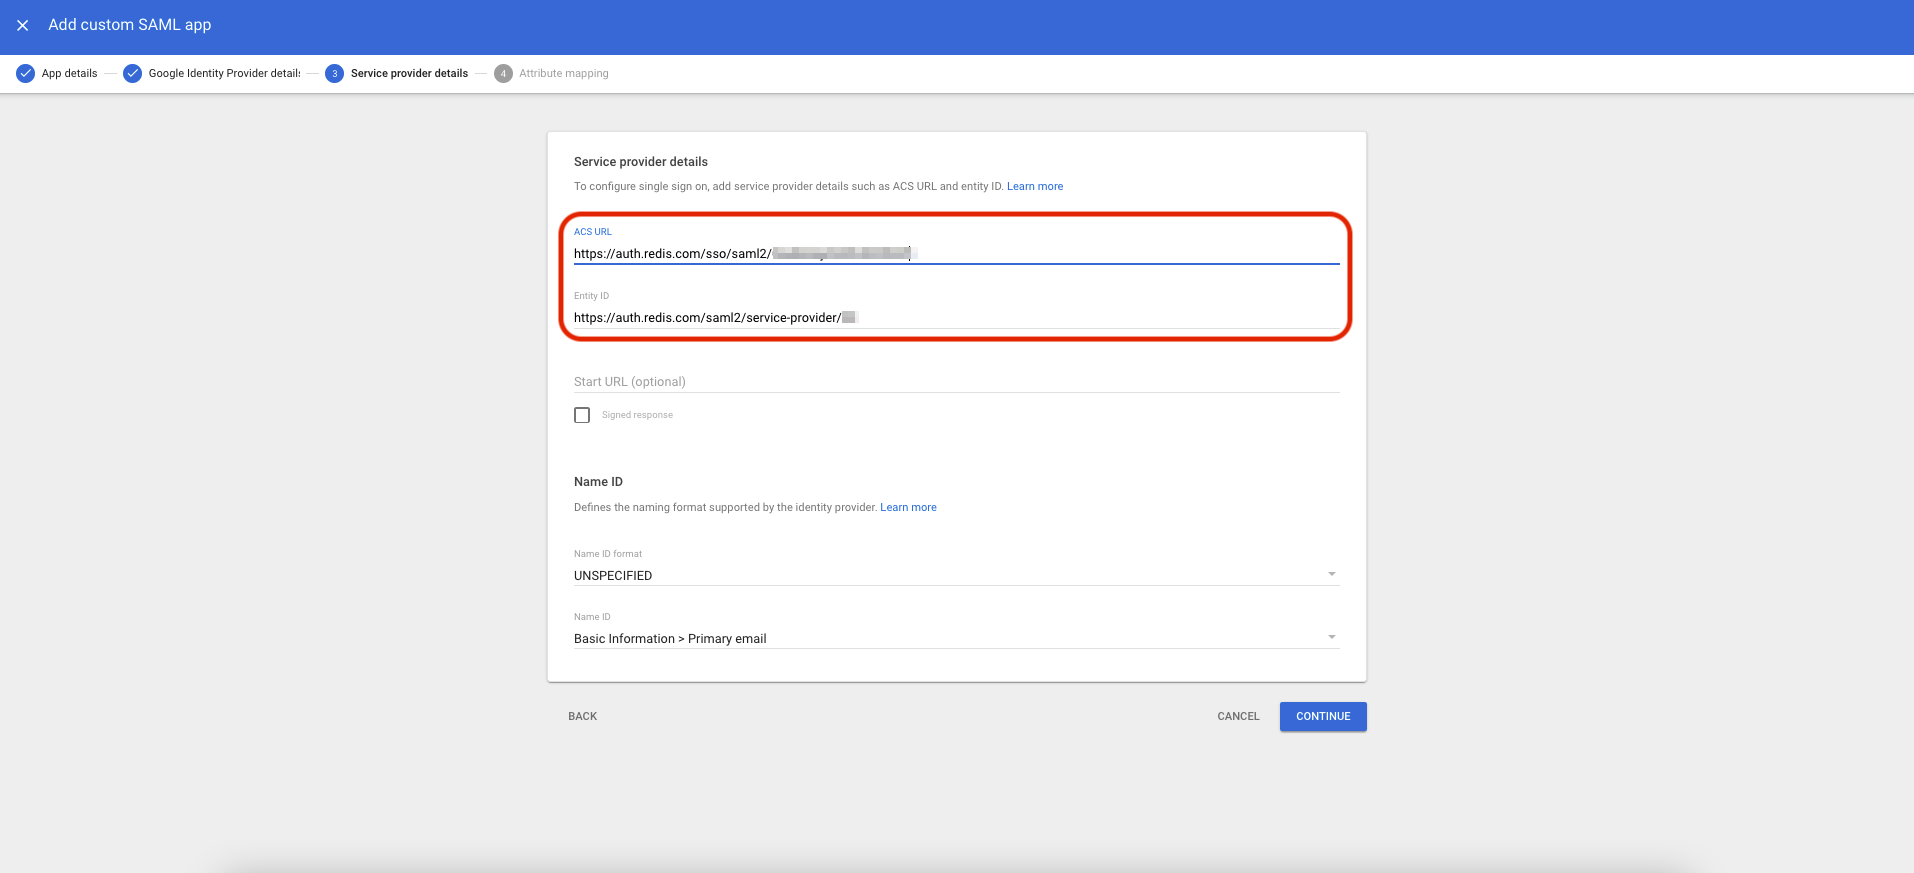 Add custom SAML app
App details
Google Identity Provider details
3 Service provider details
4 Attribute mapping
Service provider details
To configure single sign on, add service provider details such as ACS URL and entity ID. Learn more
ACS URL
https://auth.redis.com/sso/saml2/
Entity ID
https://auth.redis.com/saml2/service-provider/
Start URL (optional)
Signed response
Name ID
Defines the naming format supported by the identity provider. Learn more
Name ID format
UNSPECIFIED
Name ID
Basic Information > Primary email
BACK
CANCEL
CONTINUE